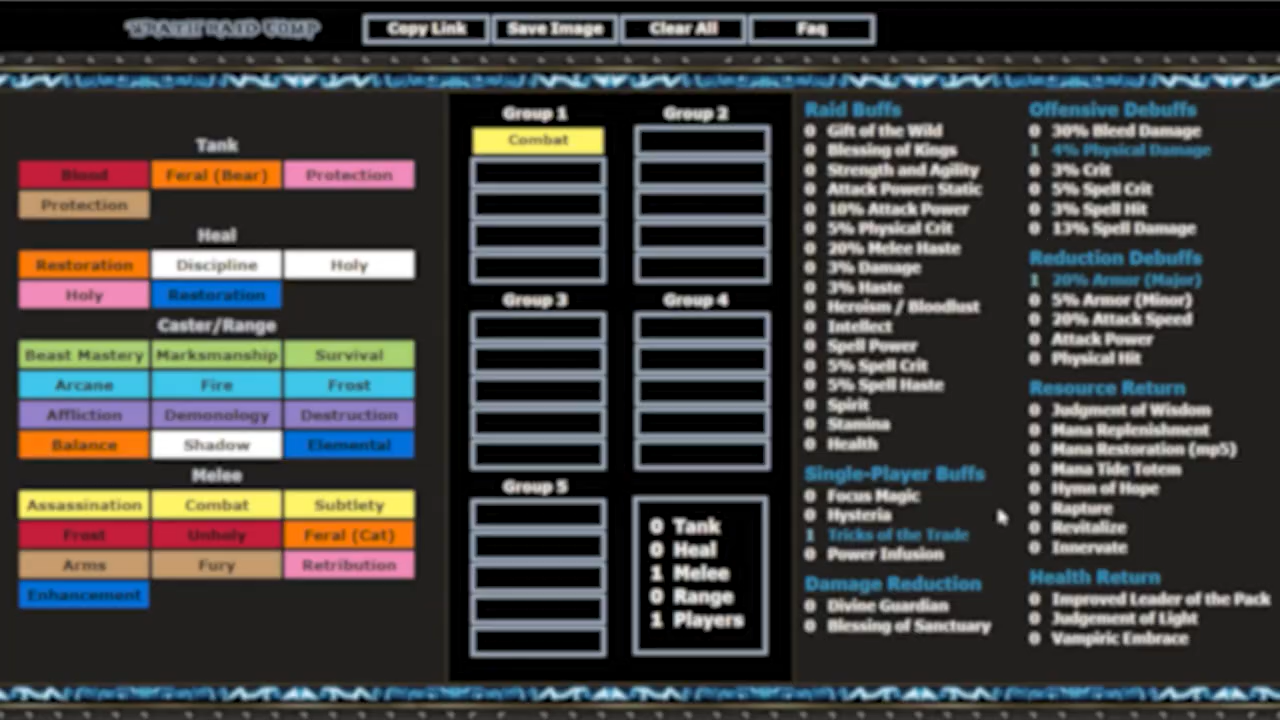 WRATH RAID COMP
Copy Link
Save Image
Clear All
Faq
Tank
Blood
Feral (Bear)
Protection
Protection
Heal
Restoration
Discipline
Holy
Holy
Restoration
Caster/Range
Beast Mastery
Marksmanship
Survival
Arcane
Fire
Frost
Affliction
Demonology
Destruction
Balance
Shadow
Elemental
Melee
Assassination
Combat
Subtlety
Frost
Unholy
Feral (Cat)
Arms
Fury
Retribution
Enhancement
Group 1
Combat
Group 2
Group 3
Group 4
Group 5
0 Tank
0 Heal
1 Melee
0 Range
1 Players
Raid Buffs
0 Gift of the Wild
0 Blessing of Kings
0 Strength and Agility
0 Attack Power: Static
0 10% Attack Power
0 5% Physical Crit
0 20% Melee Haste
0 3% Damage
0 3% Haste
0 Heroism / Bloodlust
0 Intellect
0 Spell Power
0 5% Spell Crit
0 5% Spell Haste
0 Spirit
0 Stamina
0 Health
Single-Player Buffs
0 Focus Magic
0 Hysteria
1 Tricks of the Trade
0 Power Infusion
Damage Reduction
0 Divine Guardian
0 Blessing of Sanctuary
Offensive Debuffs
0 30% Bleed Damage
1 4% Physical Damage
0 3% Crit
0 5% Spell Crit
0 3% Spell Hit
0 13% Spell Damage
Reduction Debuffs
1 20% Armor (Major)
0 5% Armor (Minor)
0 20% Attack Speed
0 Attack Power
0 Physical Hit
Resource Return
0 Judgment of Wisdom
0 Mana Replenishment
0 Mana Restoration (mp5)
0 Mana Tide Totem
0 Hymn of Hope
0 Rapture
0 Revitalize
0 Innervate
Health Return
0 Improved Leader of the Pack
0 Judgement of Light
0 Vampiric Embrace